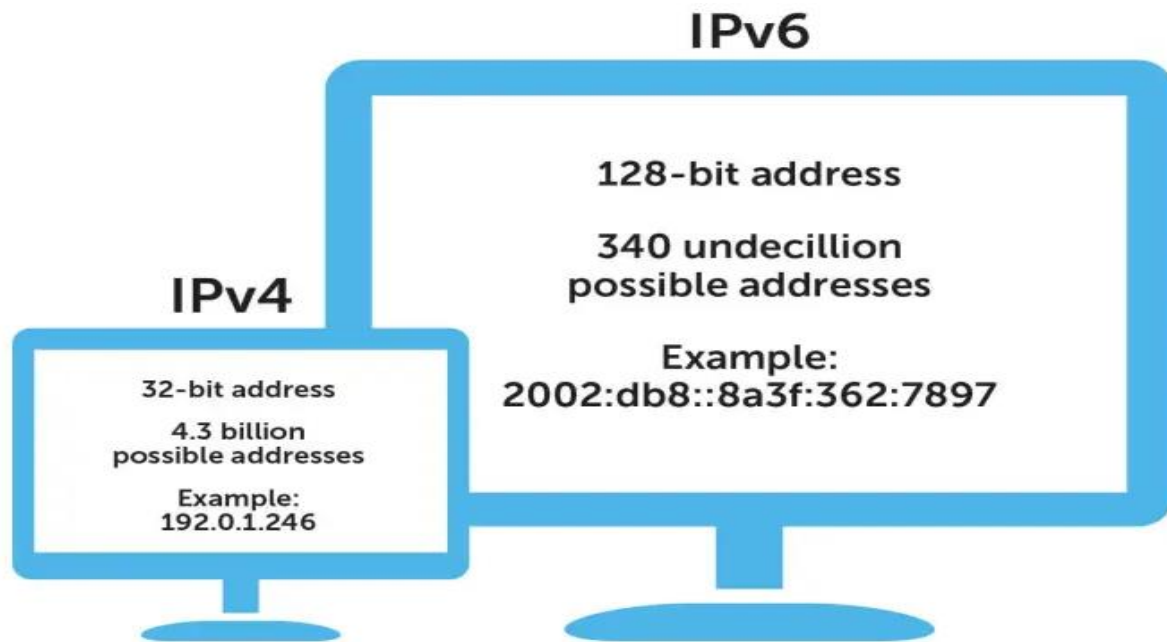 IPv6
128-bit address
340 undecillion
possible addresses
Example:
2002:db8::8a3f:362:7897
IPv4
32-bit address
4.3 billion
possible addresses
Example:
192.0.1.246